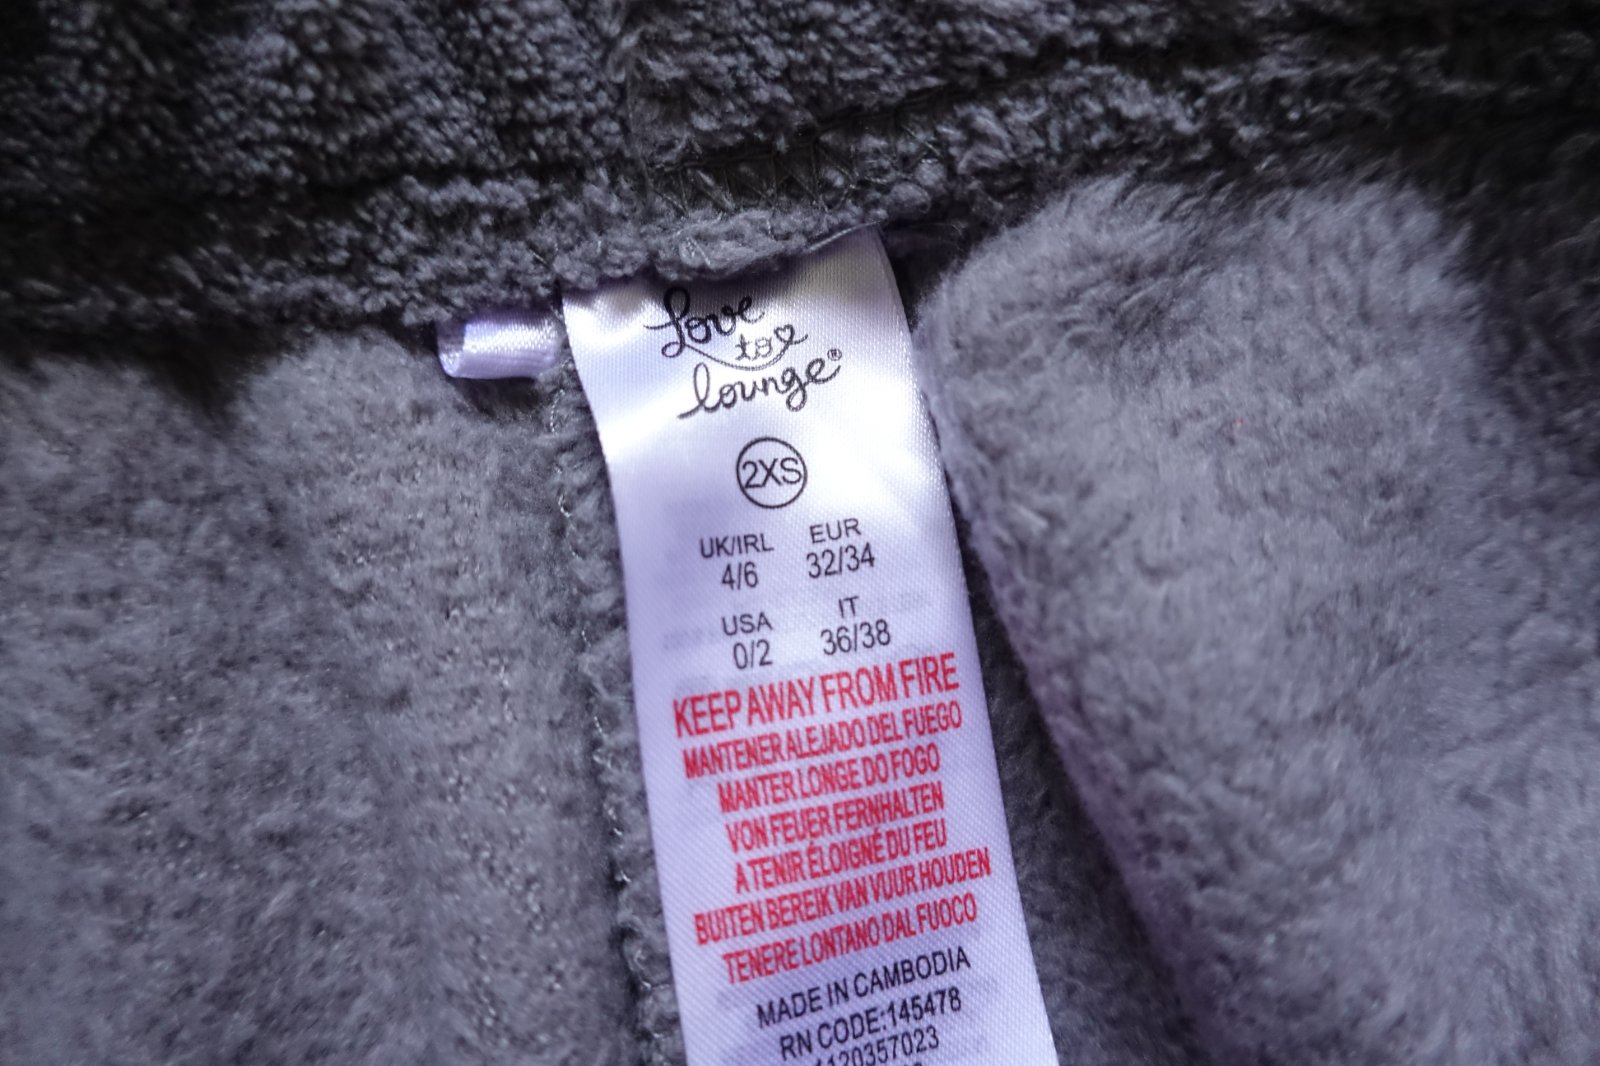 Love
to
lounge®
2XS
UK/IRL EUR
4/6 32/34
USA IT
0/2 36/38
KEEP AWAY FROM FIRE
MANTENER ALEJADO DEL FUEGO
MANTER LONGE DO FOGO
VON FEUER FERNHALTEN
A TENIR ÉLOIGNÉ DU FEU
BUITEN BEREIK VAN VUUR HOUDEN
TENERE LONTANO DAL FUOCO
MADE IN CAMBODIA
RN CODE:145478